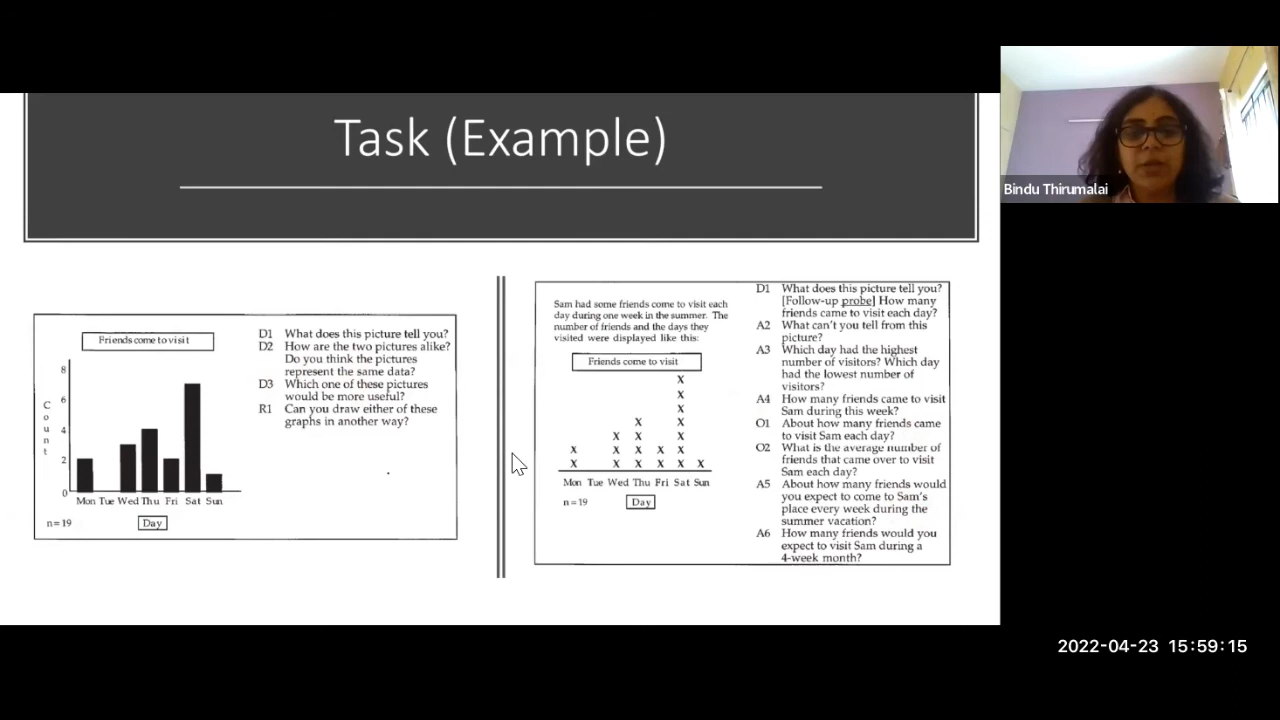 Task (Example)
Bindu Thirumalai
Friends come to visit
8
6
4
2
0
C
o
u
n
t
Mon Tue Wed Thu Fri Sat Sun
n=19
Day
D1 What does this picture tell you?
D2 How are the two pictures alike?
Do you think the pictures
represent the same data?
D3 Which one of these pictures
would be more useful?
R1 Can you draw either of these
graphs in another way?
Sam had some friends come to visit each
day during one week in the summer. The
number of friends and the days they
visited were displayed like this:
Friends come to visit
X
X
X
X X
X X X
X X X X X
X X X X X X
Mon Tue Wed Thu Fri Sat Sun
n=19
Day
D1 What does this picture tell you?
[Follow-up probe] How many
friends came to visit each day?
A2 What can't you tell from this
picture?
A3 Which day had the highest
number of visitors? Which day
had the lowest number of
visitors?
A4 How many friends came to visit
Sam during this week?
O1 About how many friends came
to visit Sam each day?
O2 What is the average number of
friends that came over to visit
Sam each day?
A5 About how many friends would
you expect to come to Sam's
place every week during the
summer vacation?
A6 How many friends would you
expect to visit Sam during a
4-week month?
2022-04-23 15:59:15